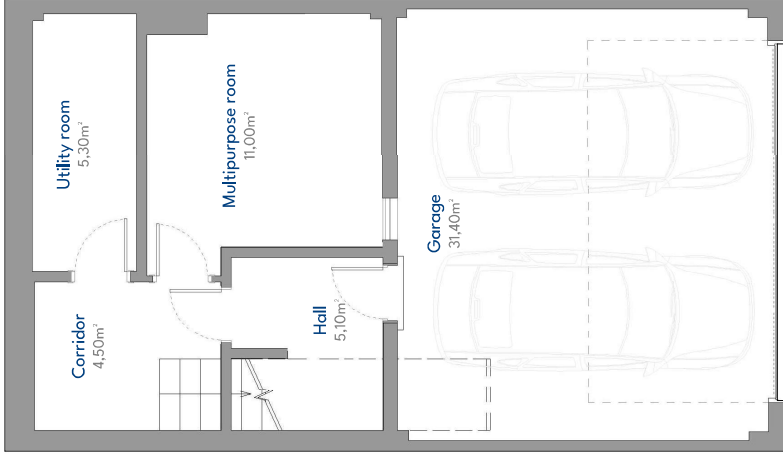 Utility room
5,30m²
Multipurpose room
11,00m²
Garage
31,40m²
Corridor
4,50m²
Hall
5,10m²